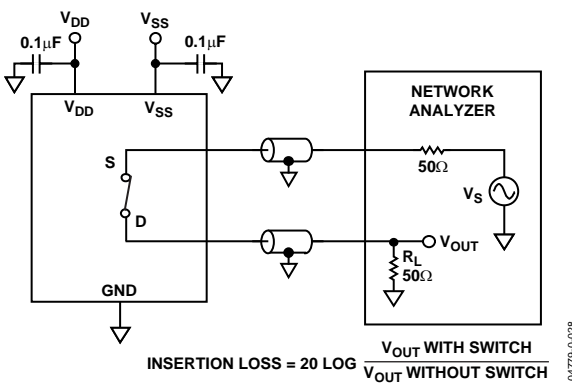 VDD
VSS
0.1μF
0.1μF
VDD
VSS
NETWORK
ANALYZER
S
50Ω
VS
D
VOUT
RL
50Ω
GND
INSERTION LOSS = 20 LOG VOUT WITH SWITCH
VOUT WITHOUT SWITCH
04779-0-028